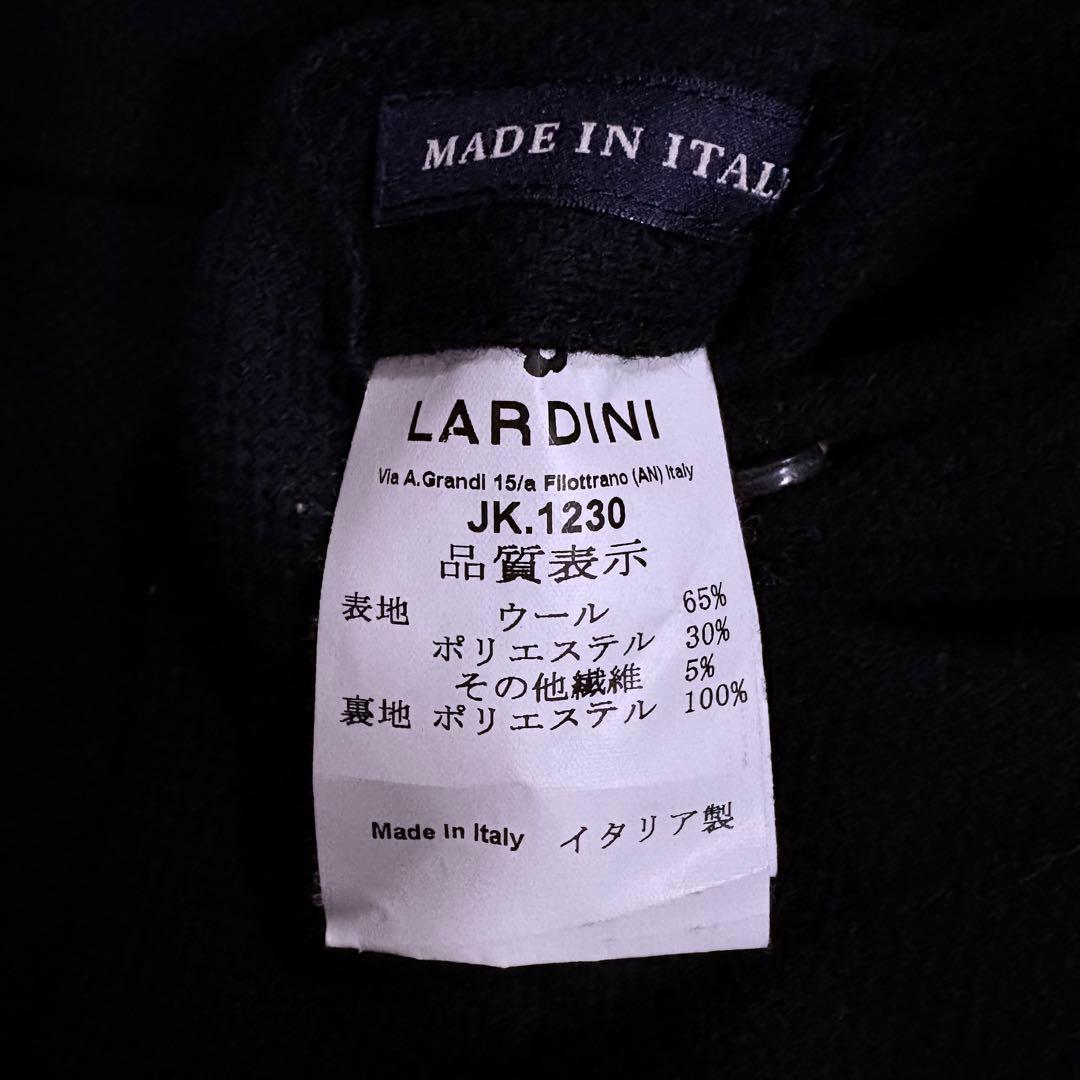 MADE IN ITAL
LARDINI
Via A.Grandi 15/a Filottrano (AN) Italy
JK.1230
品質表示
表地 ウール 65%
ポリエステル 30%
その他繊維 5%
裏地 ポリエステル 100%
Made in Italy イタリア製